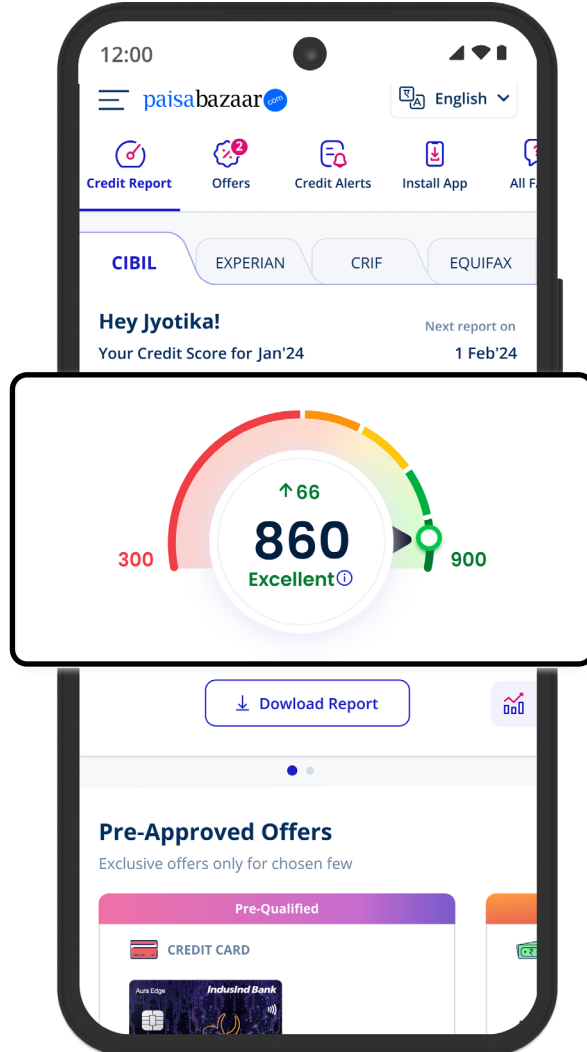 12:00
paisabazaar.com
English
2
Credit Report Offers Credit Alerts Install App All F
CIBIL EXPERIAN CRIF EQUIFAX
Hey Jyotika!
Next report on
Your Credit Score for Jan'24
1 Feb'24
66
860
Excellent
300
900
Dowload Report
Pre-Approved Offers
Exclusive offers only for chosen few
Pre-Qualified
CREDIT CARD
Aura Edge
IndusInd Bank